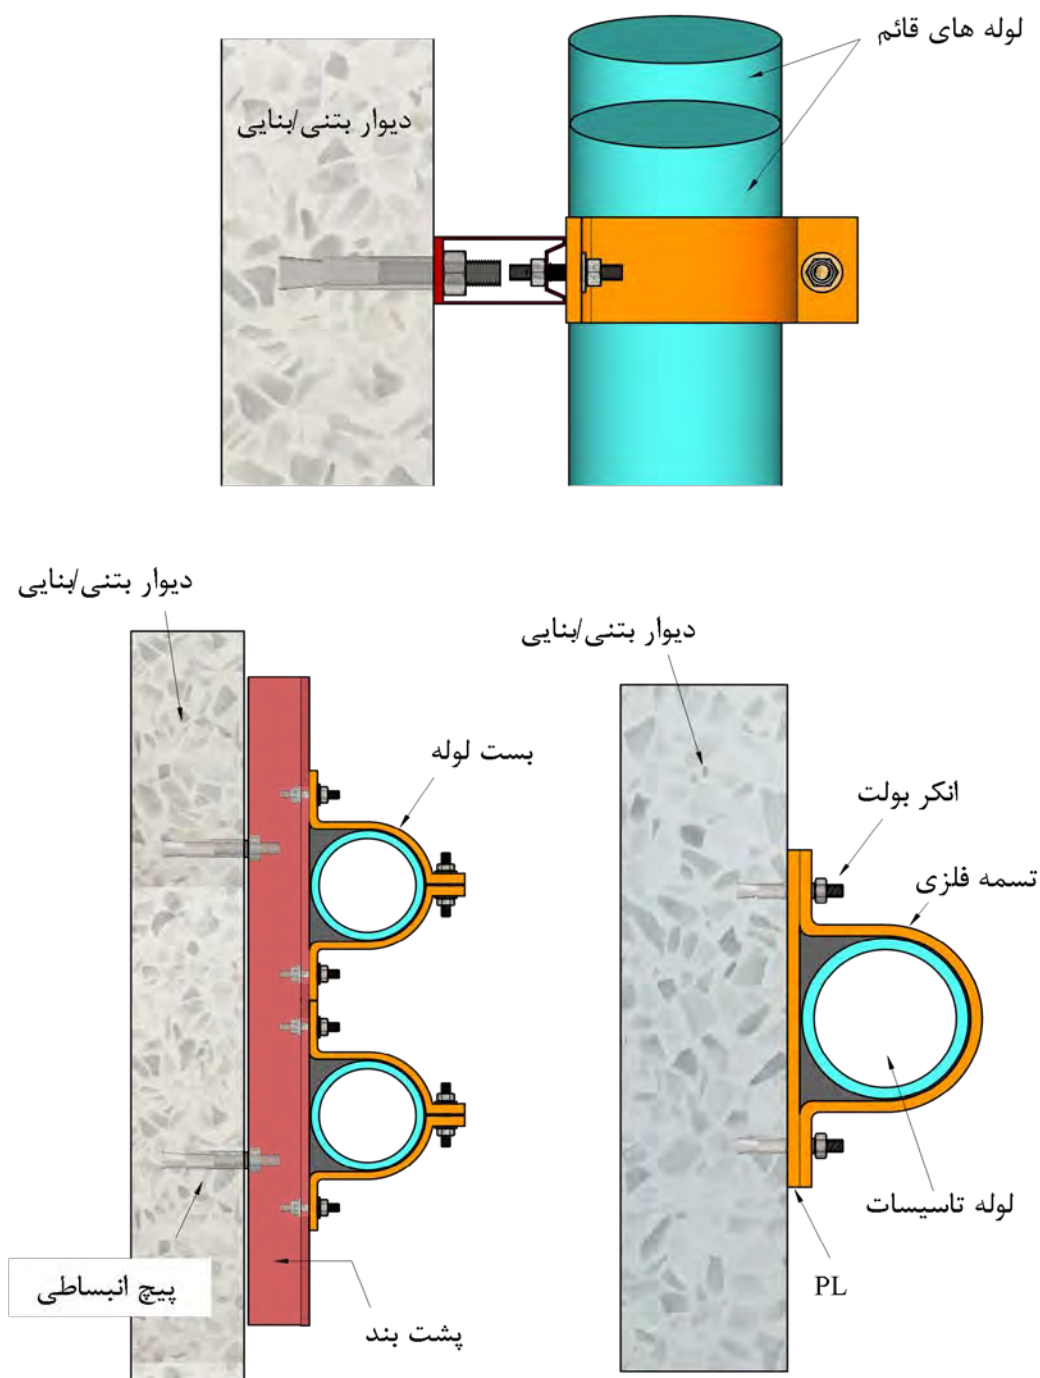 لوله های قائم
دیوار بتنی/بنایی
دیوار بتنی/بنایی
بست لوله
پیچ انبساطی
پشت بند
دیوار بتنی/بنایی
انکر بولت
تسمه فلزی
لوله تاسیسات
PL